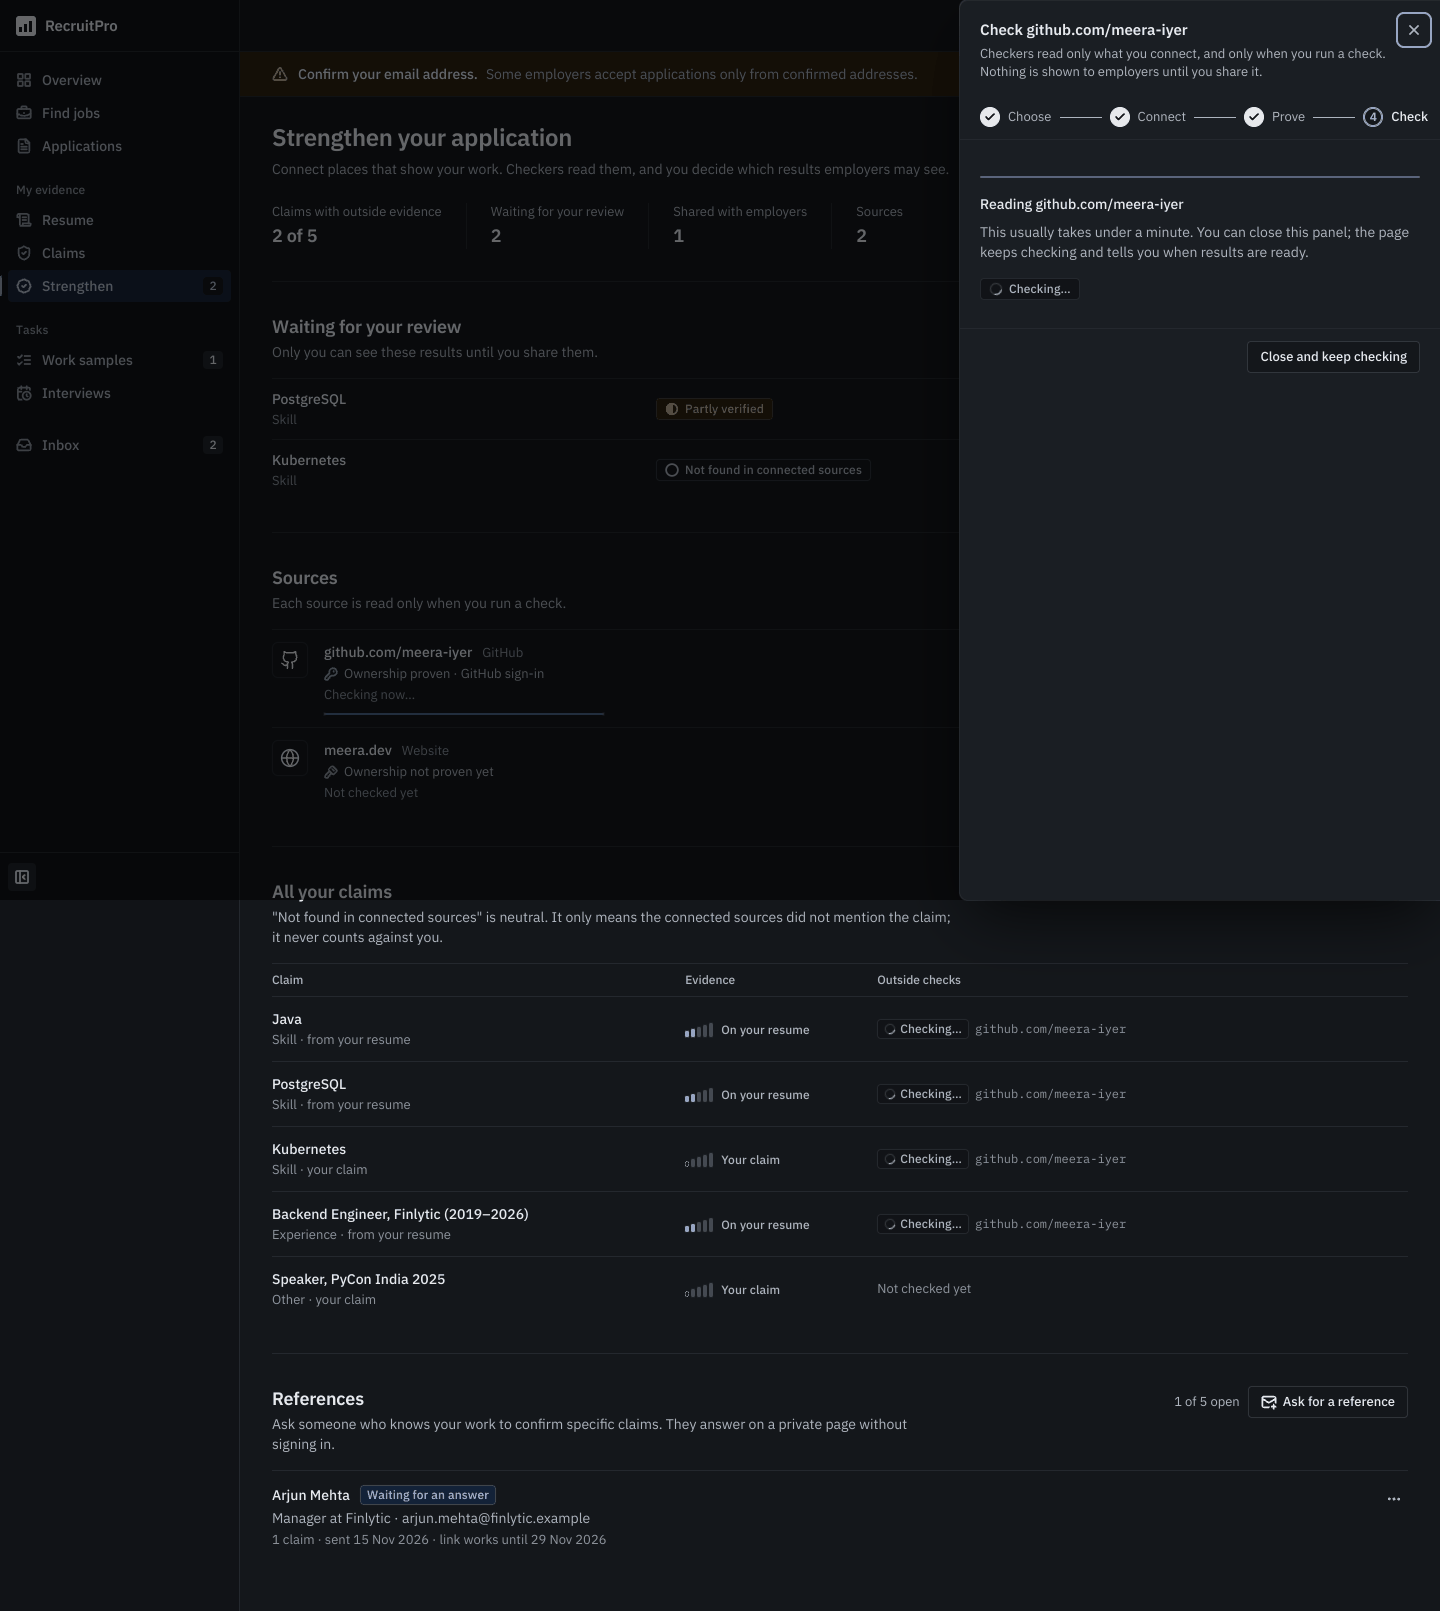 RecruitPro
Overview
Find jobs
Applications
My evidence
Resume
Claims
Strengthen 2
Tasks
Work samples 1
Interviews
Inbox 2
Confirm your email address. Some employers accept applications only from confirmed addresses.
Strengthen your application
Connect places that show your work. Checkers read them, and you decide which results employers may see.
Claims with outside evidence
2 of 5
Waiting for your review
2
Shared with employers
1
Sources
2
Waiting for your review
Only you can see these results until you share them.
PostgreSQL
Skill
Partly verified
Kubernetes
Skill
Not found in connected sources
Sources
Each source is read only when you run a check.
github.com/meera-iyer GitHub
Ownership proven · GitHub sign-in
Checking now...
meera.dev Website
Ownership not proven yet
Not checked yet
Check github.com/meera-iyer
Checkers read only what you connect, and only when you run a check.
Nothing is shown to employers until you share it.
Choose Connect Prove 4 Check
Reading github.com/meera-iyer
This usually takes under a minute. You can close this panel; the page
keeps checking and tells you when results are ready.
Checking...
Close and keep checking
All your claims
"Not found in connected sources" is neutral. It only means the connected sources did not mention the claim;
it never counts against you.
Claim Evidence Outside checks
Java
Skill · from your resume
On your resume
Checking... github.com/meera-iyer
PostgreSQL
Skill · from your resume
On your resume
Checking... github.com/meera-iyer
Kubernetes
Skill · your claim
Your claim
Checking... github.com/meera-iyer
Backend Engineer, Finlytic (2019–2026)
Experience · from your resume
On your resume
Checking... github.com/meera-iyer
Speaker, PyCon India 2025
Other · your claim
Your claim
Not checked yet
References
1 of 5 open
Ask for a reference
Ask someone who knows your work to confirm specific claims. They answer on a private page without
signing in.
Arjun Mehta Waiting for an answer
Manager at Finlytic · arjun.mehta@finlytic.example
1 claim · sent 15 Nov 2026 · link works until 29 Nov 2026